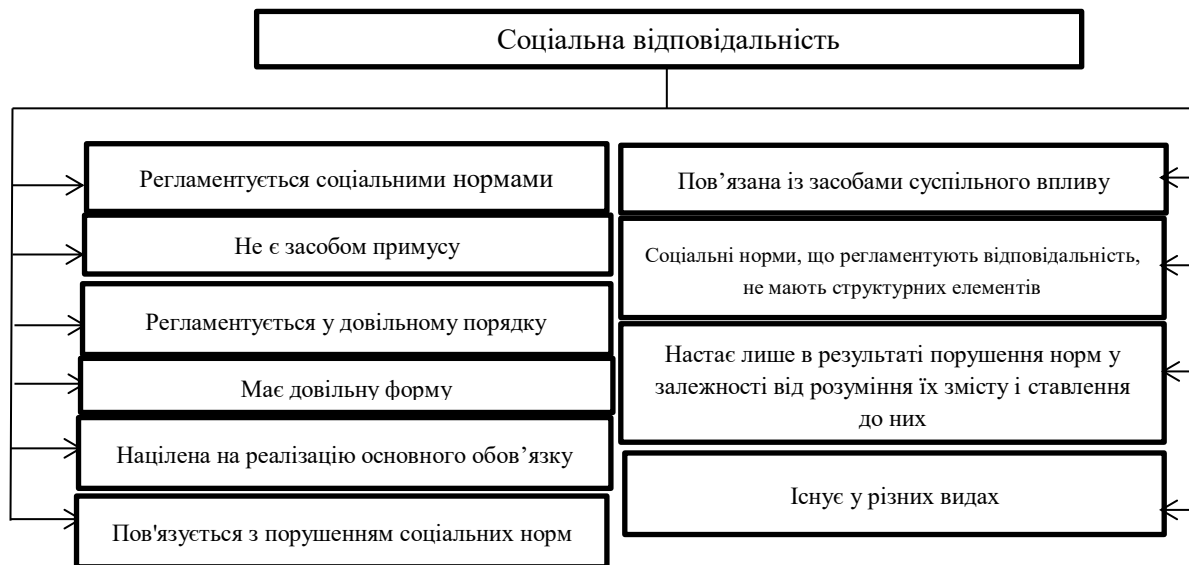 Соціальна відповідальність
Регламентується соціальними нормами
Не є засобом примусу
Регламентується у довільному порядку
Має довільну форму
Націлена на реалізацію основного обов’язку
Пов'язується з порушенням соціальних норм
Пов’язана із засобами суспільного впливу
Соціальні норми, що регламентують відповідальність,
не мають структурних елементів
Настає лише в результаті порушення норм у
залежності від розуміння їх змісту і ставлення
до них
Існує у різних видах